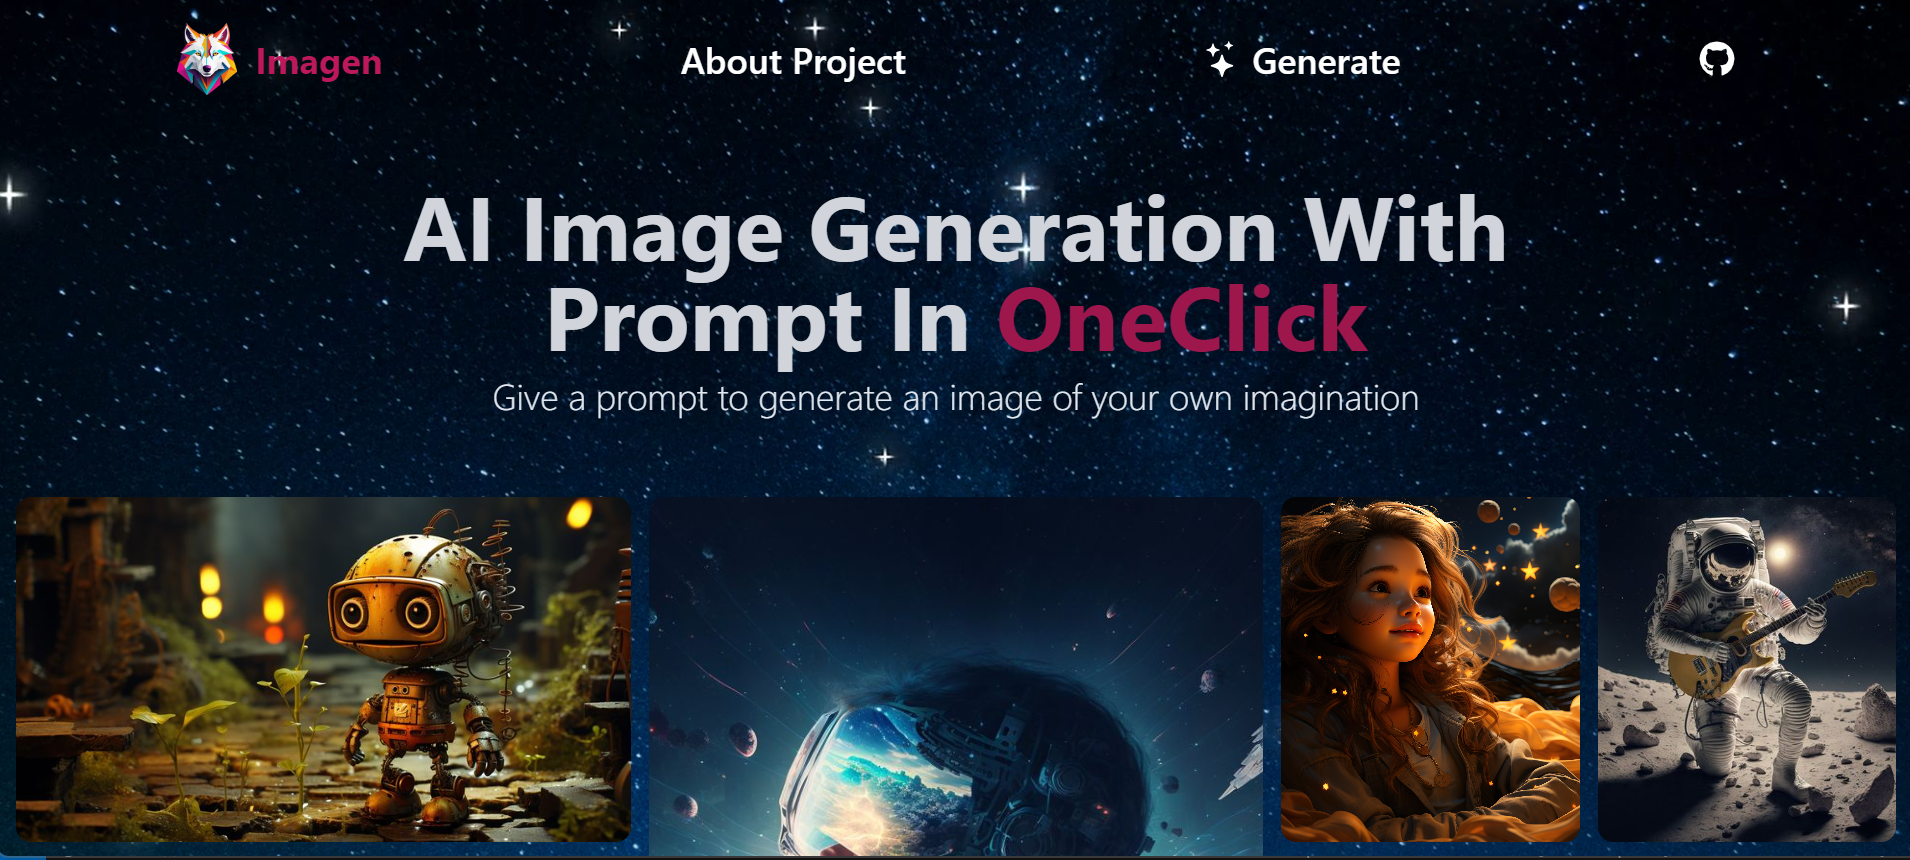 Imagen
About Project
Generate
AI Image Generation With
Prompt In OneClick
Give a prompt to generate an image of your own imagination